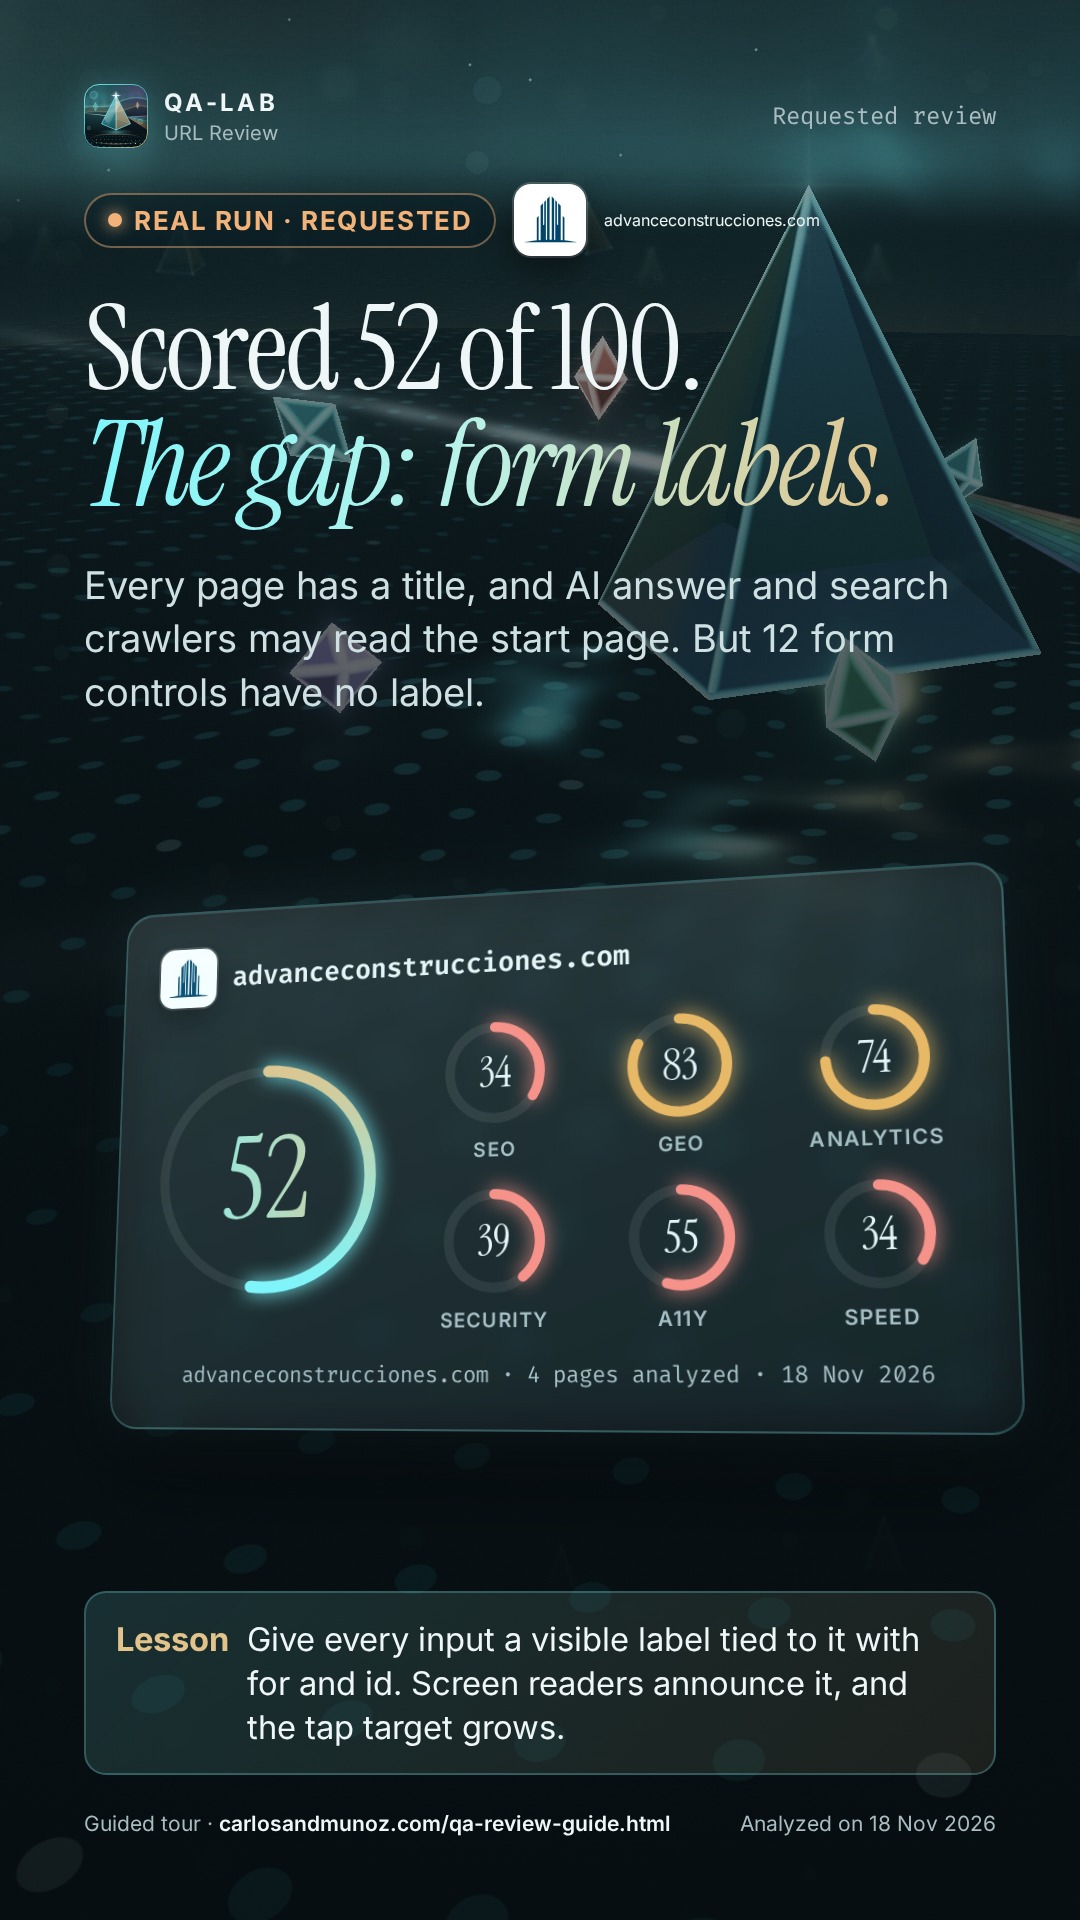 QA-LAB
URL Review
Requested review
REAL RUN · REQUESTED
advanceconstrucciones.com
Scored 52 of 100.
The gap: form labels.
Every page has a title, and AI answer and search
crawlers may read the start page. But 12 form
controls have no label.
advanceconstrucciones.com
52
34
SEO
83
GEO
74
ANALYTICS
39
SECURITY
55
A11Y
34
SPEED
advanceconstrucciones.com · 4 pages analyzed · 18 Nov 2026
Lesson Give every input a visible label tied to it with
for and id. Screen readers announce it, and
the tap target grows.
Guided tour · carlosandmunoz.com/qa-review-guide.html
Analyzed on 18 Nov 2026